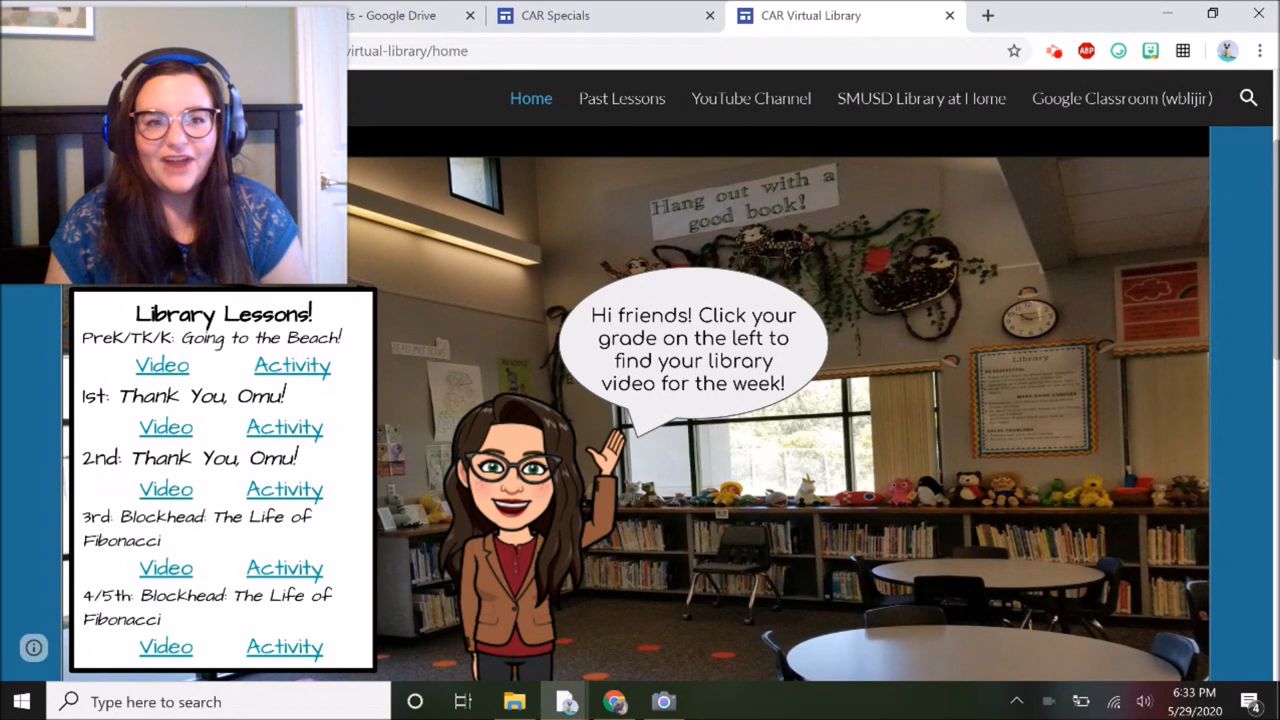 ts - Google Drive
CAR Specials
CAR Virtual Library
virtual-library/home
Home Past Lessons YouTube Channel SMUSD Library at Home Google Classroom (wblijir)
ABP
Hang out with a
good book!
Hi friends! Click your
grade on the left to
find your library
video for the week!
Library Lessons!
PreK/TK/K: Going to the Beach!
Video Activity
1st: Thank You, Omu!
Video Activity
2nd: Thank You, Omu!
Video Activity
3rd: Blockhead: The Life of
Fibonacci
Video Activity
4/5th: Blockhead: The Life of
Fibonacci
Video Activity
Type here to search
6:33 PM
5/29/2020
4